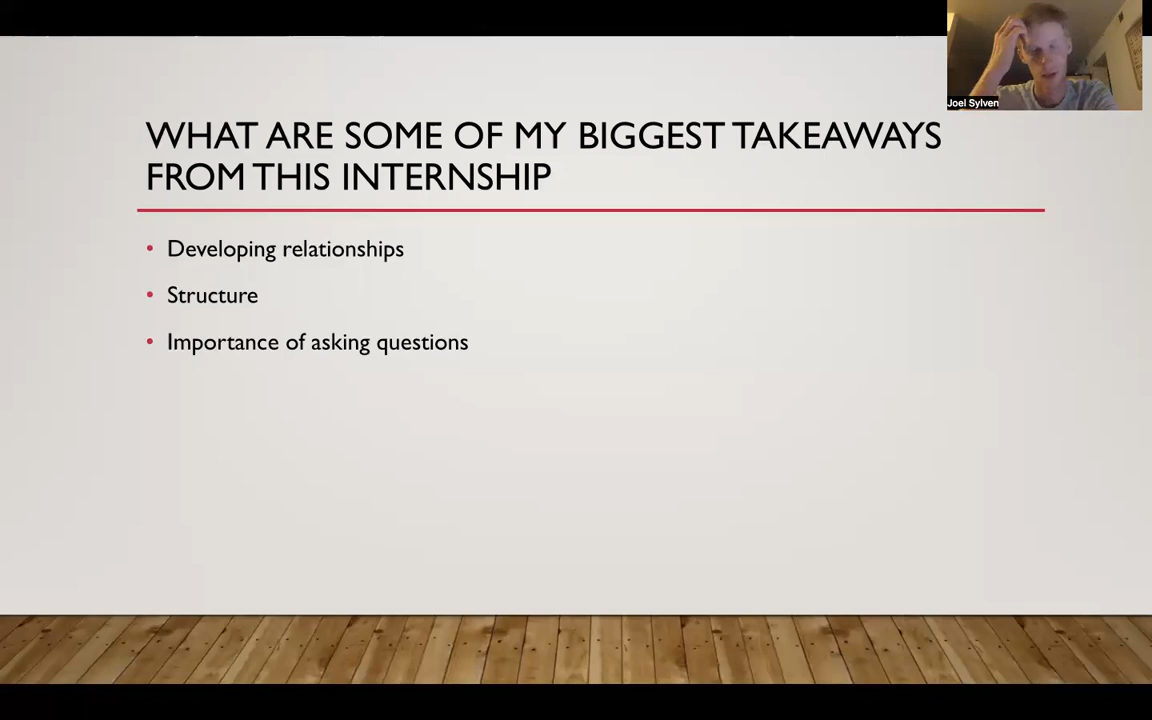 Joel Sylven
WHAT ARE SOME OF MY BIGGEST TAKEAWAYS
FROM THIS INTERNSHIP
• Developing relationships
• Structure
• Importance of asking questions